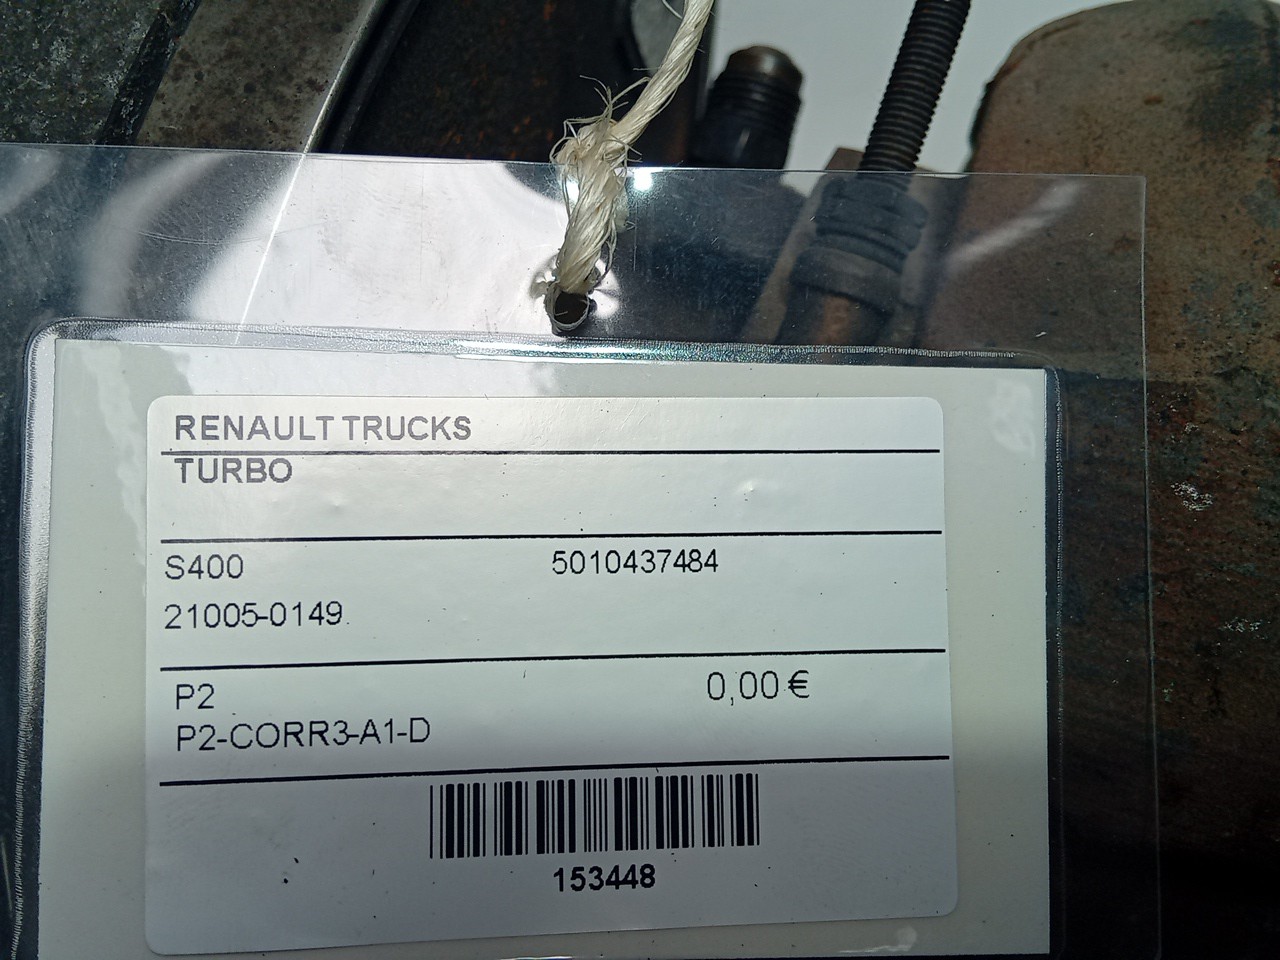 RENAULT TRUCKS
TURBO
S400 5010437484
21005-0149
P2 0,00 €
P2-CORR3-A1-D
153448